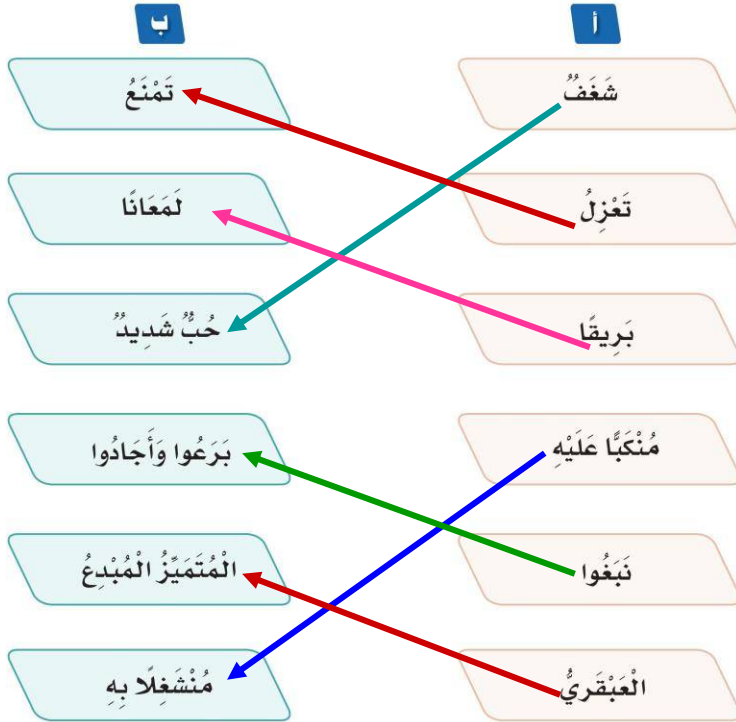 أ
ب
شَغَفٌ
تَمْنَعُ
تَعْزِلُ
لَمَعَانًا
بَرِيقًا
حُبٌّ شَدِيدٌ
مُنْكَبًّا عَلَيْهِ
بَرَعُوا وَأَجَادُوا
نَبَغُوا
الْمُتَمَيِّزُ الْمُبْدِعُ
الْعَبْقَرِيُّ
مُنْشَغِلًا بِهِ